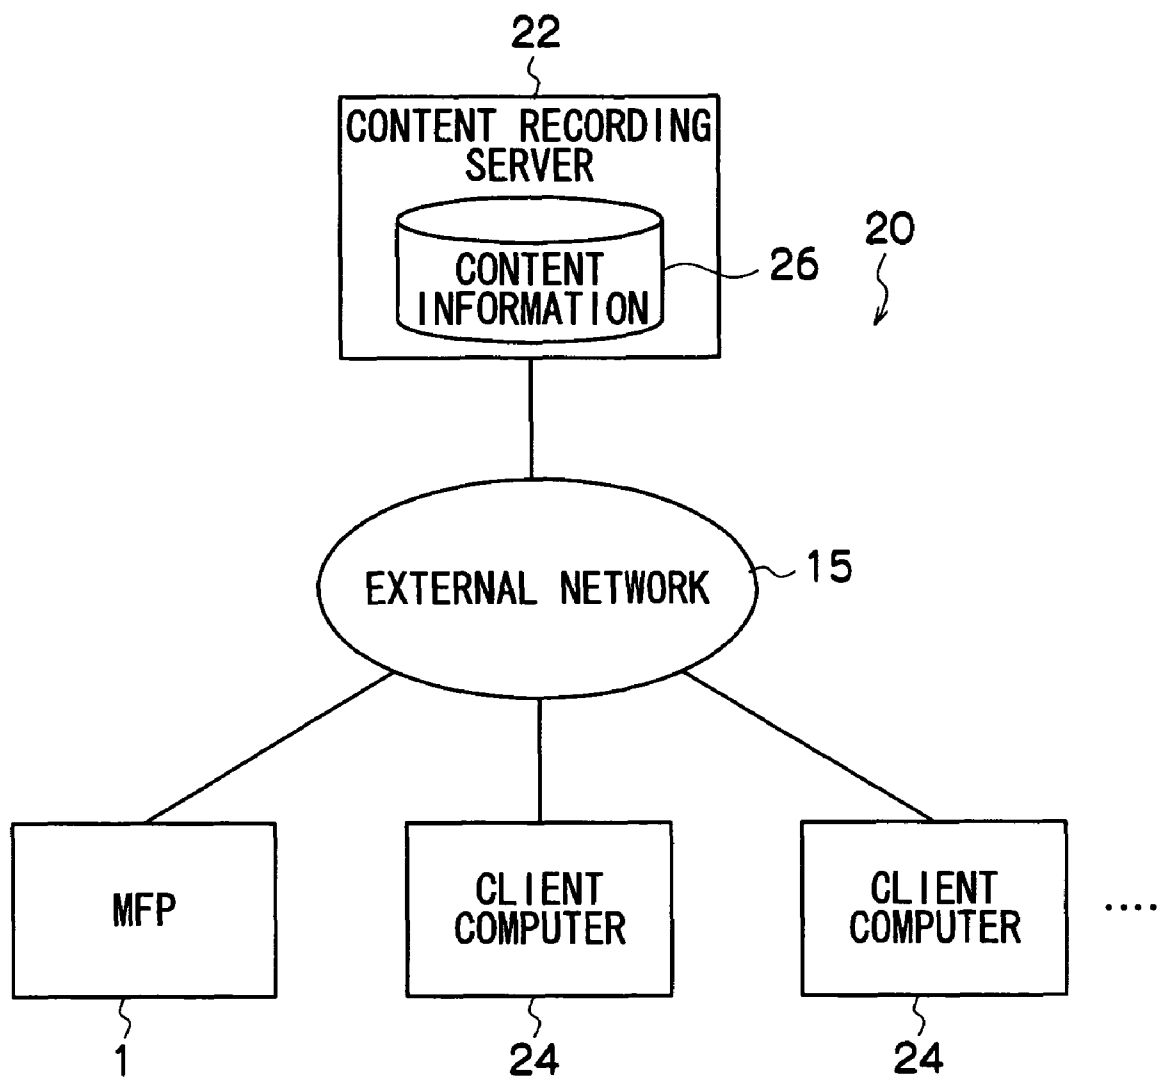 22
CONTENT RECORDING
SERVER
20
CONTENT
INFORMATION
26
EXTERNAL NETWORK
15
MFP
CLIENT
COMPUTER
CLIENT
COMPUTER
....
1
24
24